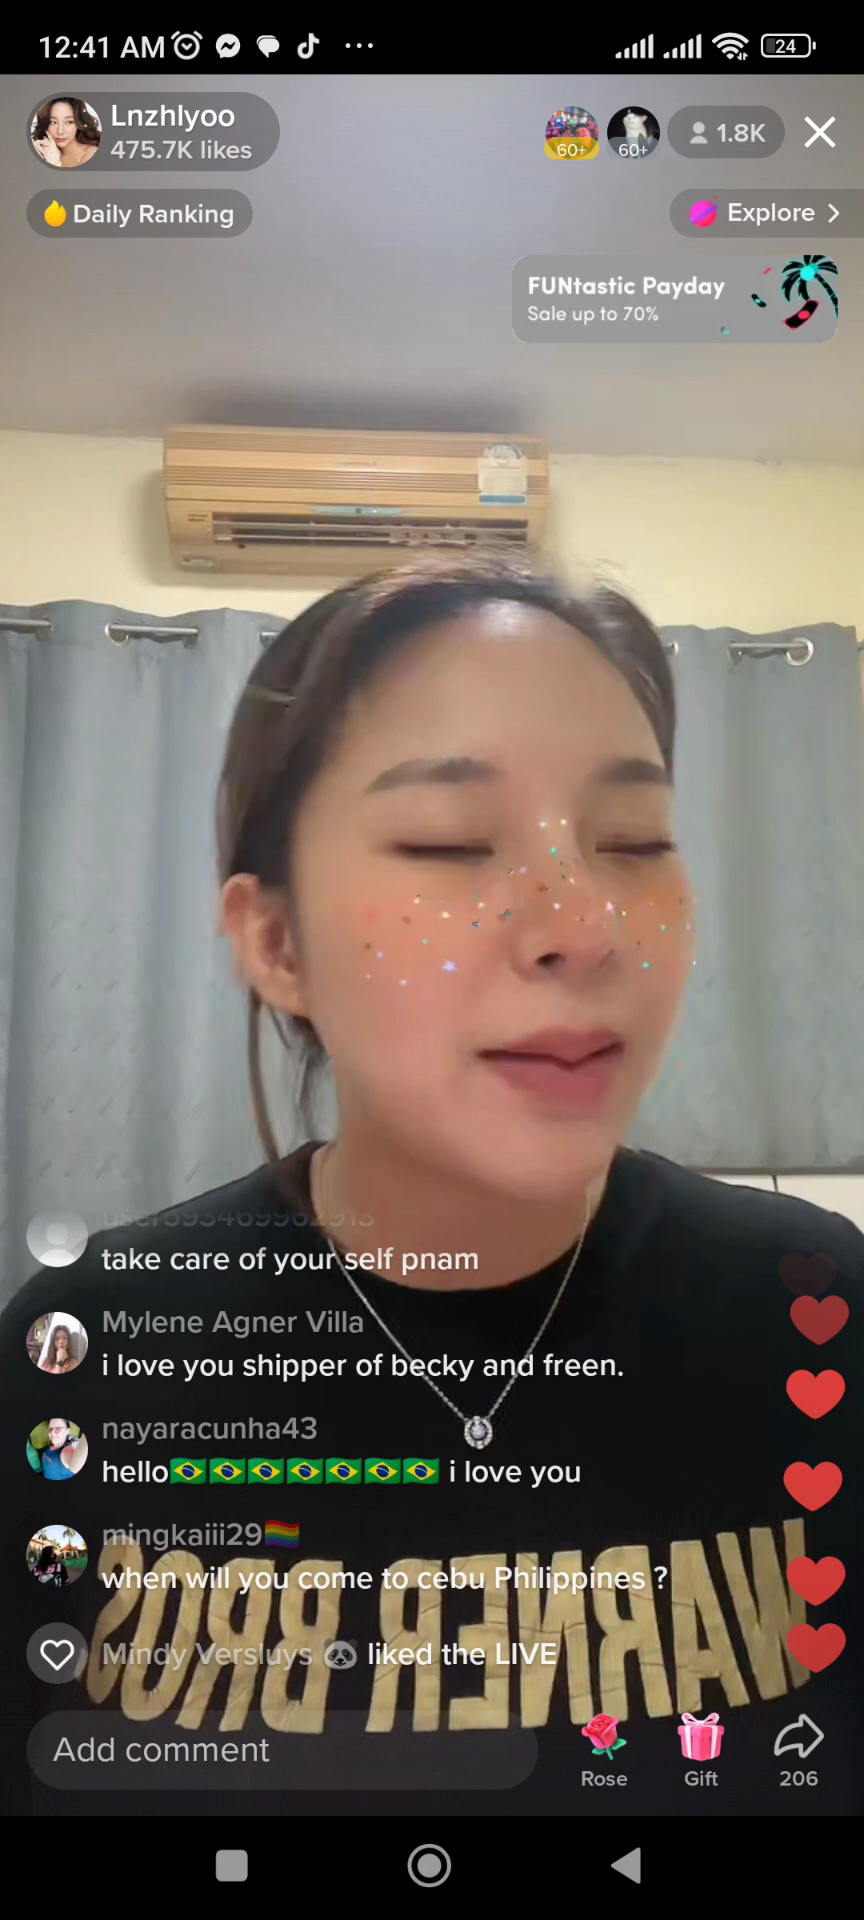 12:41 AM
24
Lnzhlyoo
475.7K likes
60+
60+
1.8K
Daily Ranking
Explore
FUNtastic Payday
Sale up to 70%
user593469962913
take care of your self pnam
Mylene Agner Villa
i love you shipper of becky and freen.
nayaracunha43
hello🇧🇷🇧🇷🇧🇷🇧🇷🇧🇷🇧🇷🇧🇷 i love you
mingkaiii29🏳️‍🌈
when will you come to cebu Philippines ?
Mindy Versluys 🐼 liked the LIVE
WARNER BROS
Add comment
Rose
Gift
206